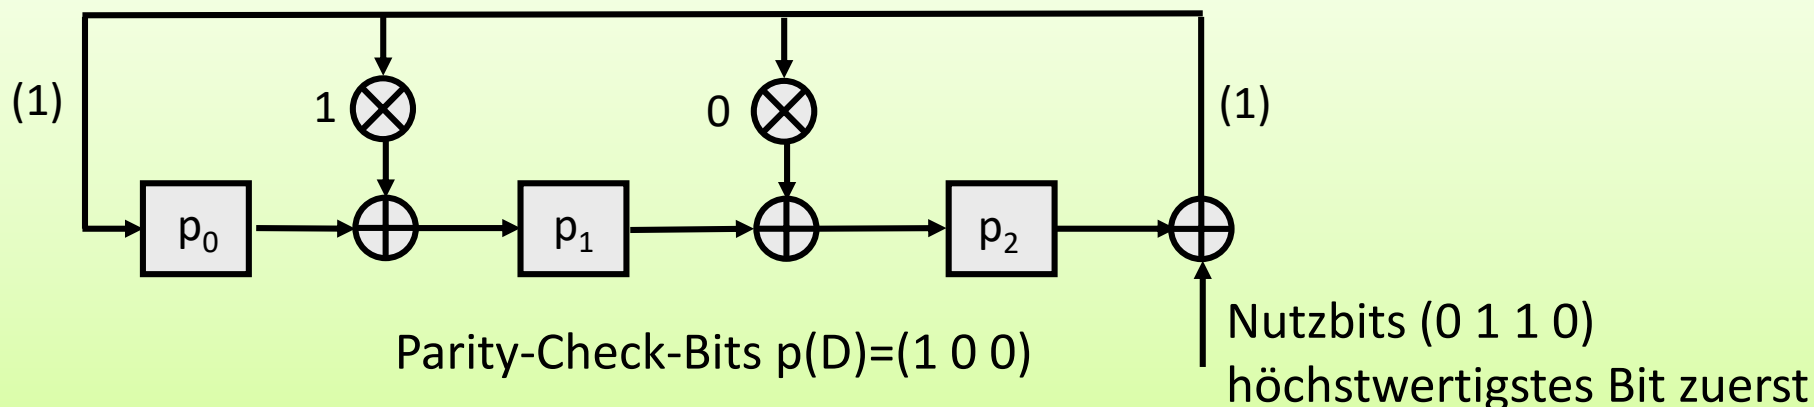 (1)
1
0
(1)
p₀
p₁
p₂
Parity-Check-Bits p(D)=(1 0 0)
Nutzbits (0 1 1 0)
höchstwertigstes Bit zuerst